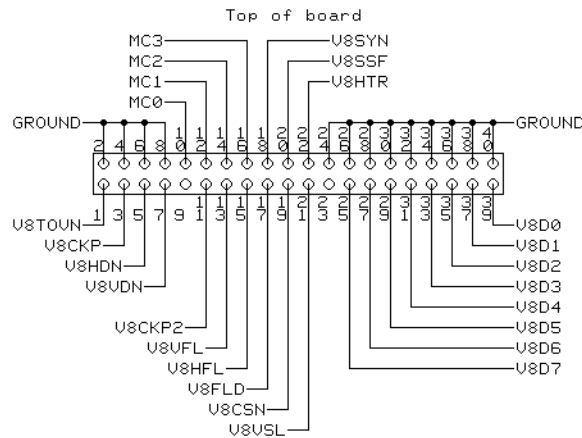 Top of board
MC3 V8SYN
MC2 V8SSF
MC1 V8HTR
MC0
GROUND GROUND
2 4 6 8 10 12 14 16 18 20 22 24 26 28 30 32 34 36 38 40
1 3 5 7 9 11 13 15 17 19 21 23 25 27 29 31 33 35 37 39
V8TOVN V8D0
V8CKP V8D1
V8HDN V8D2
V8VDN V8D3
V8D4
V8CKP2 V8D5
V8VFL V8D6
V8HFL V8D7
V8FLD
V8CSN
V8VSL